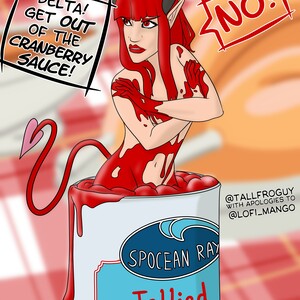 DELTA!
GET OUT
OF THE
CRANBERRY
SAUCE!
NO!
@TALLFROGUY
WITH APOLOGIES TO
@LOFI_MANGO
SPOCEAN RAY
Jellied